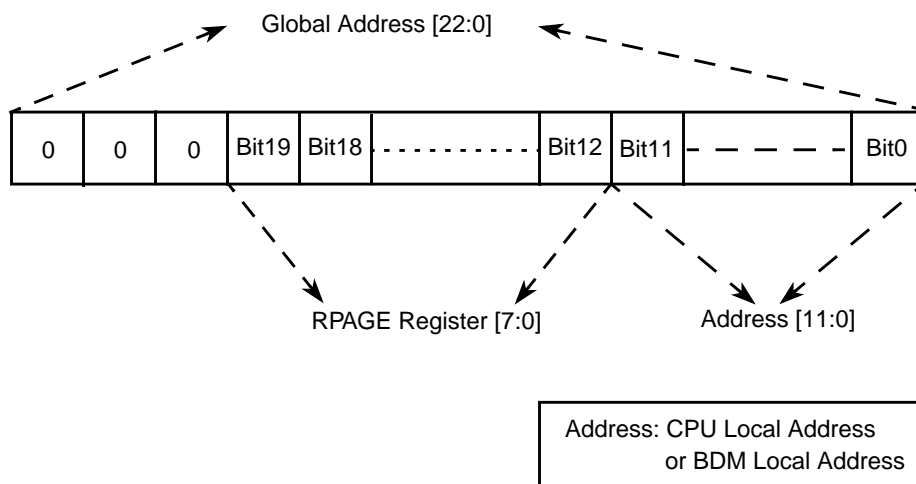 Global Address [22:0]
0 0 0 Bit19 Bit18 Bit12 Bit11 Bit0
RPAGE Register [7:0] Address [11:0]
Address: CPU Local Address
or BDM Local Address